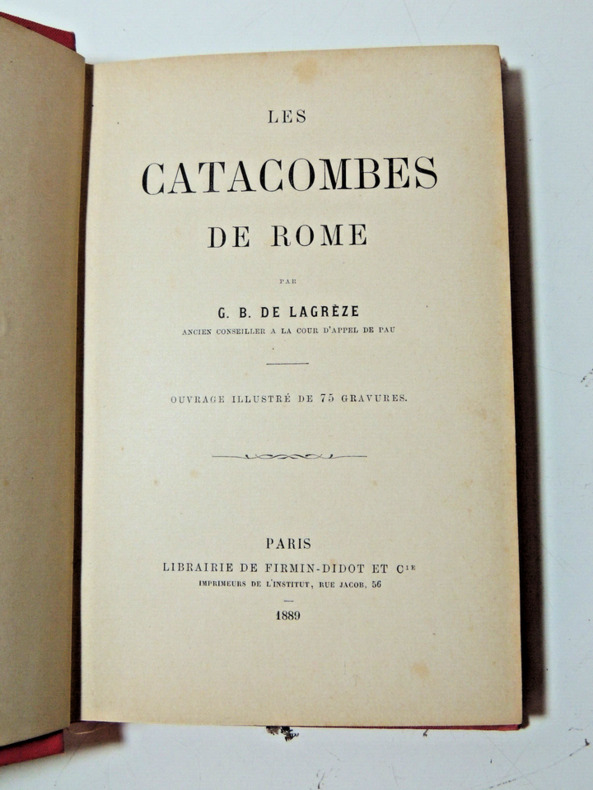 LES
CATACOMBES
DE ROME
PAR
G. B. DE LAGRÈZE
ANCIEN CONSEILLER A LA COUR D'APPEL DE PAU
OUVRAGE ILLUSTRÉ DE 75 GRAVURES.
PARIS
LIBRAIRIE DE FIRMIN-DIDOT ET CIE
IMPRIMEURS DE L'INSTITUT, RUE JACOB, 56
1889